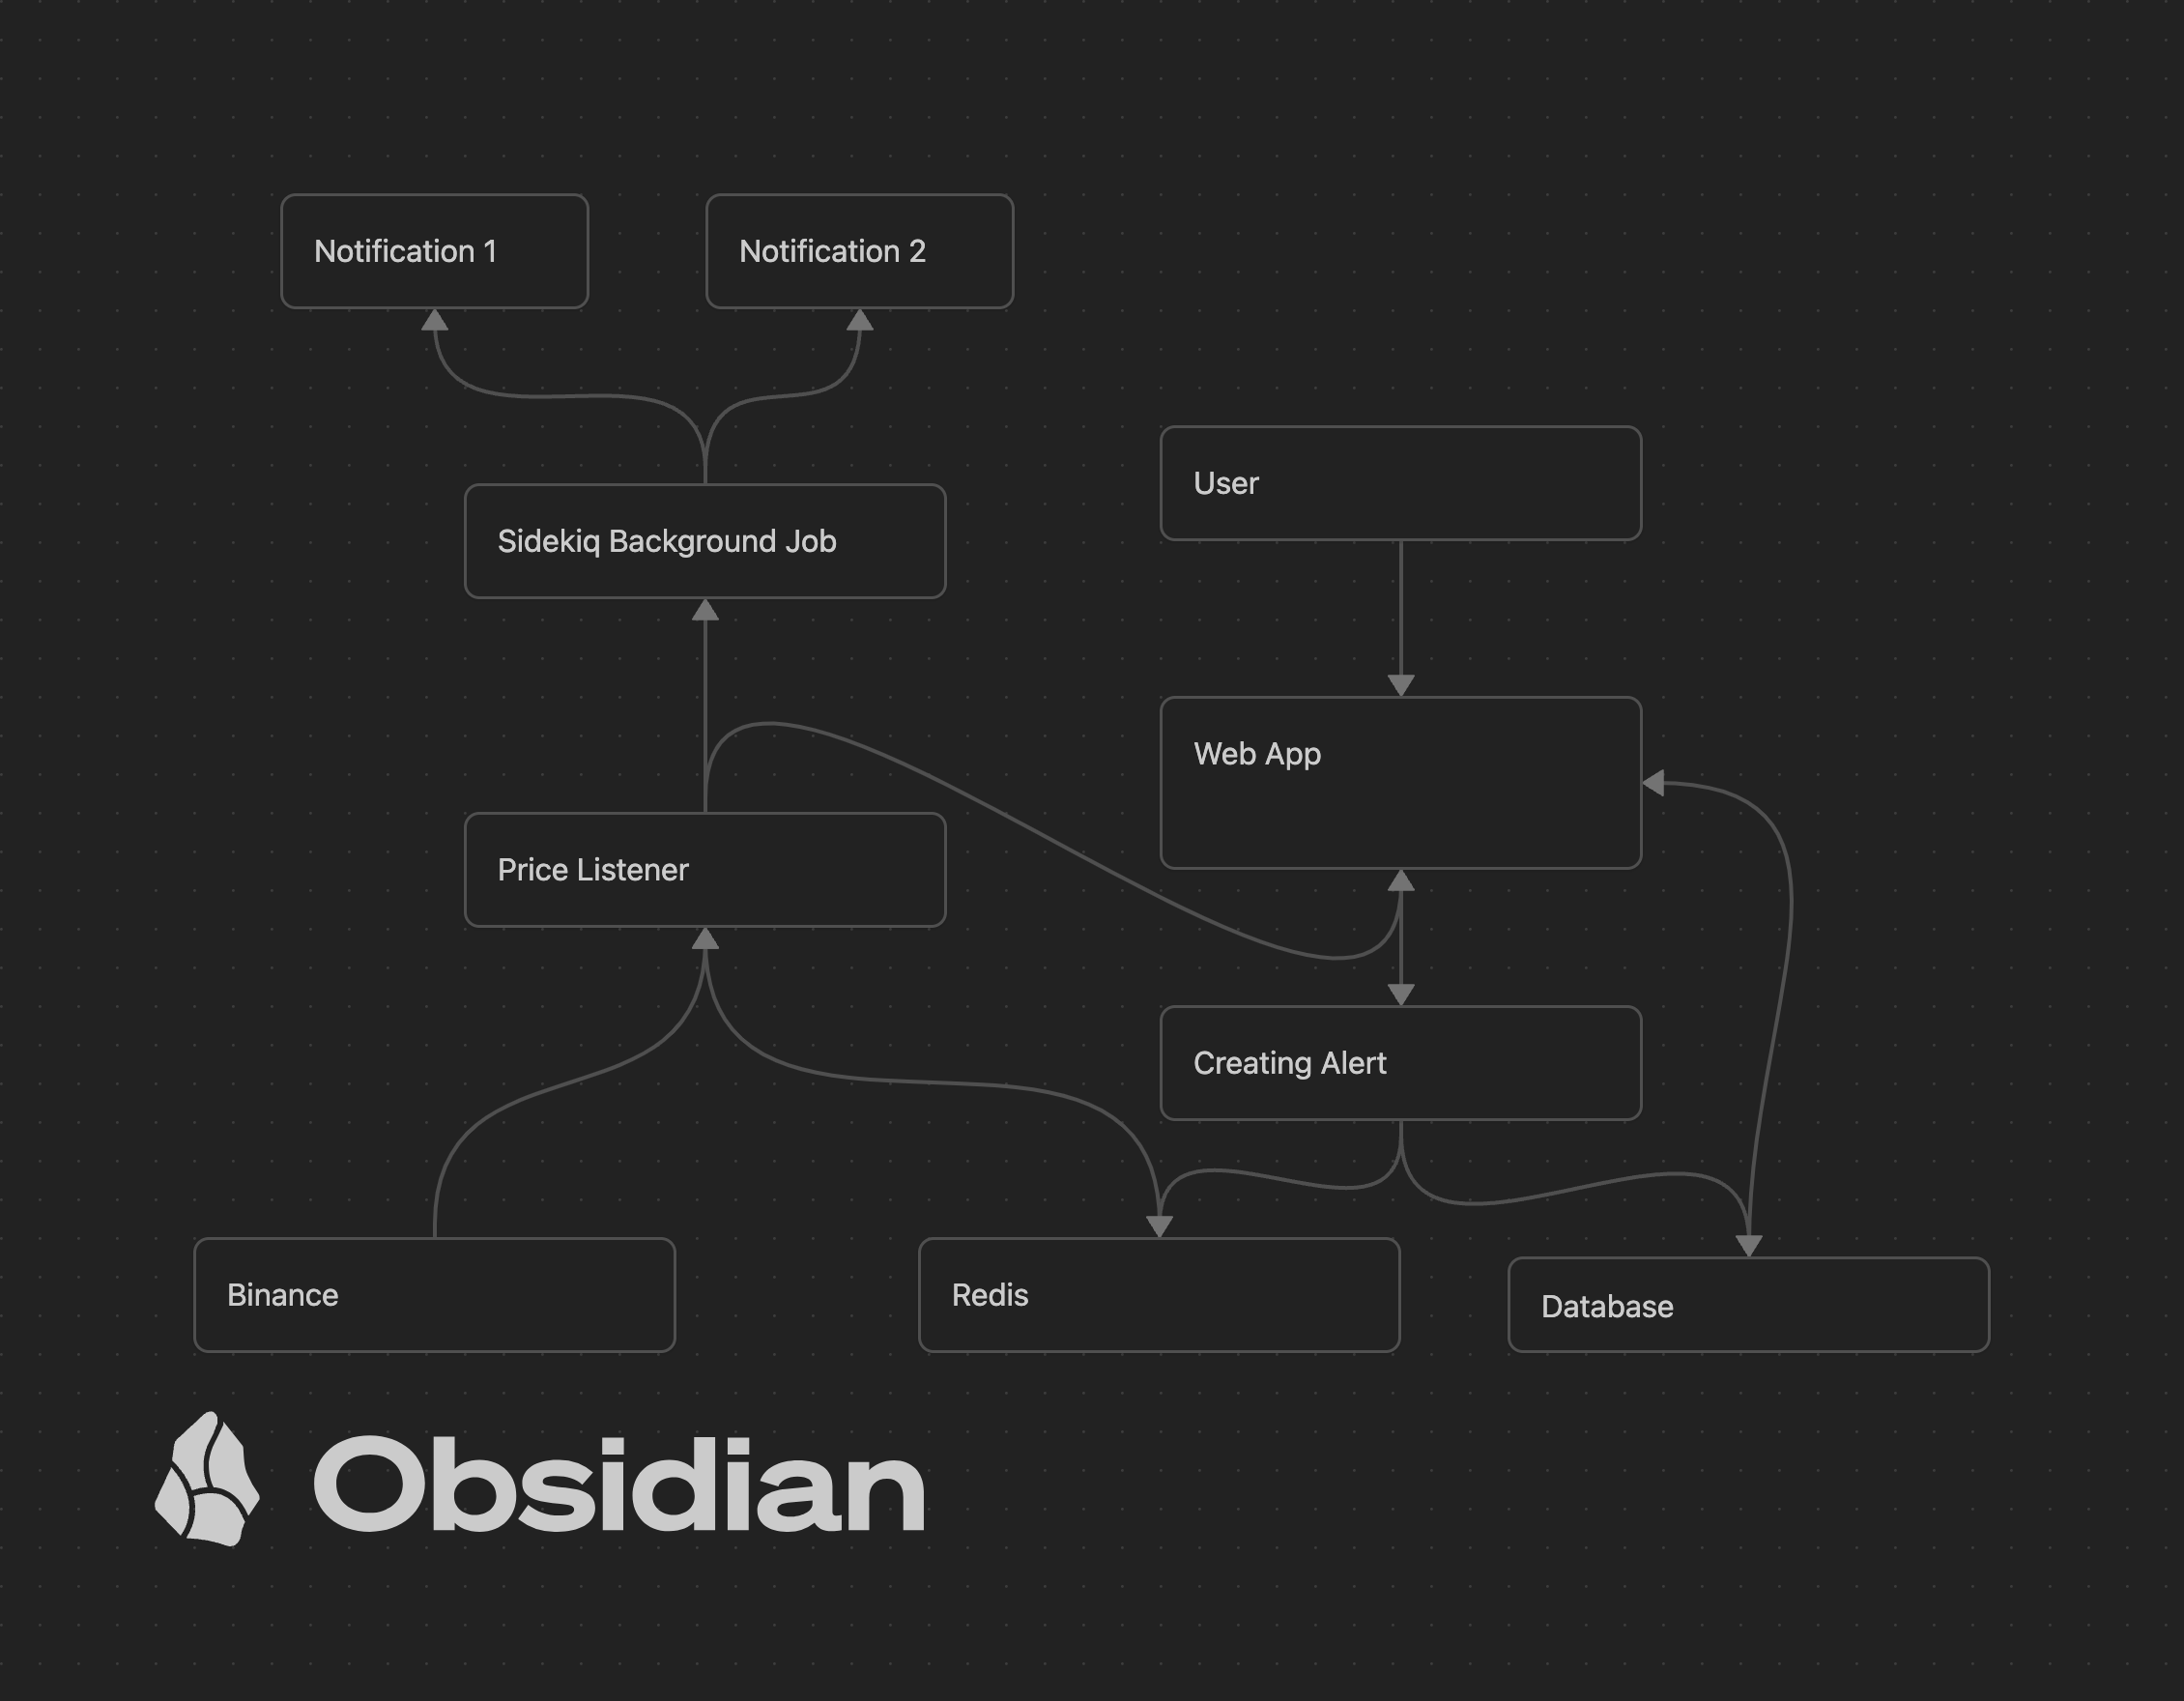 Notification 1
Notification 2
User
Sidekiq Background Job
Web App
Price Listener
Creating Alert
Binance
Redis
Database
Obsidian